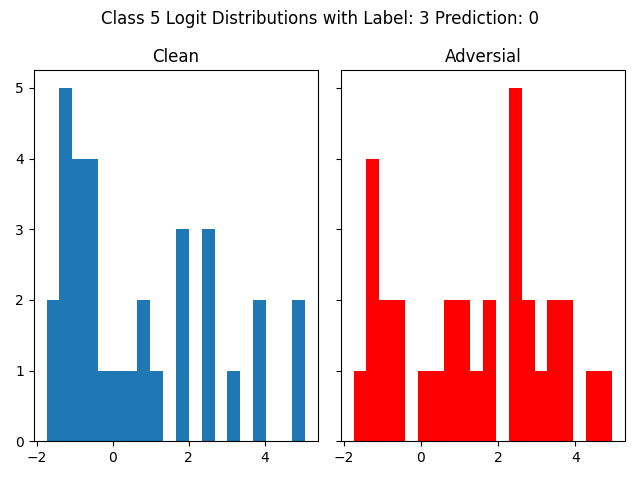 Class 5 Logit Distributions with Label: 3 Prediction: 0
Clean
Adversial
5
4
3
2
1
0
−2 0 2 4
−2 0 2 4